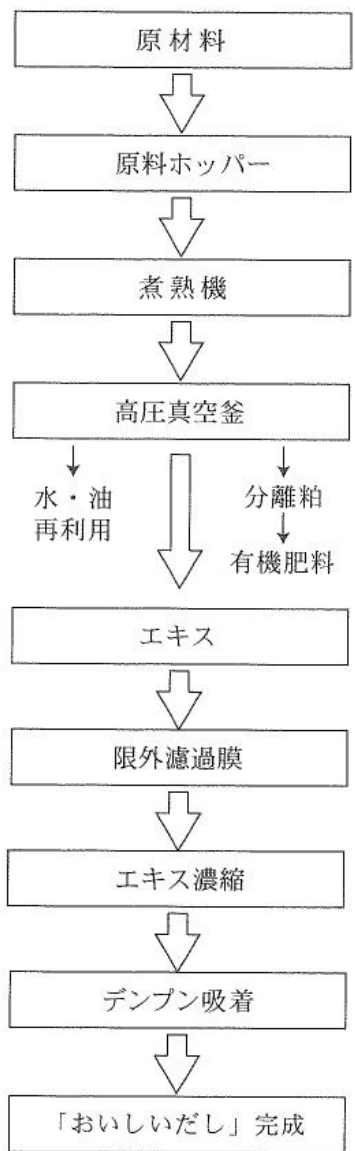 原材料
原料ホッパー
煮熟機
高圧真空釜
水・油
再利用
分離粕
有機肥料
エキス
限外濾過膜
エキス濃縮
デンプン吸着
「おいしいだし」完成